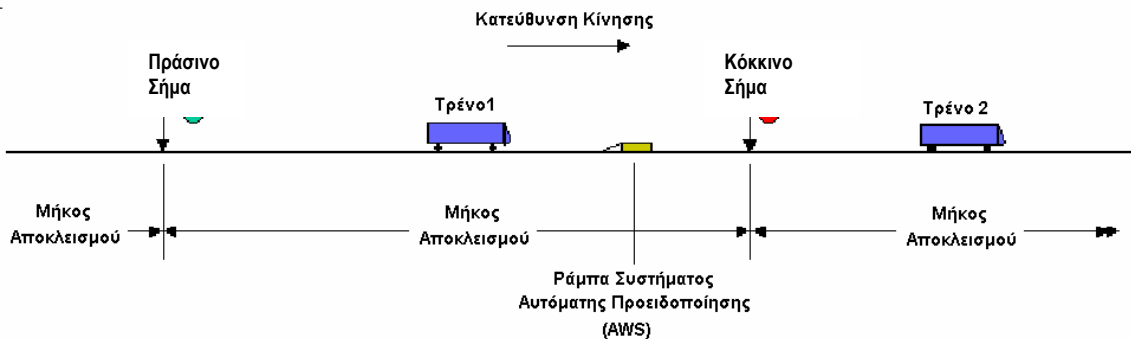 Κατεύθυνση Κίνησης
Πράσινο
Σήμα
Κόκκινο
Σήμα
Τρένο1
Τρένο 2
Μήκος
Αποκλεισμού
Μήκος
Αποκλεισμού
Μήκος
Αποκλεισμού
Ράμπα Συστήματος
Αυτόματης Προειδοποίησης
(AWS)